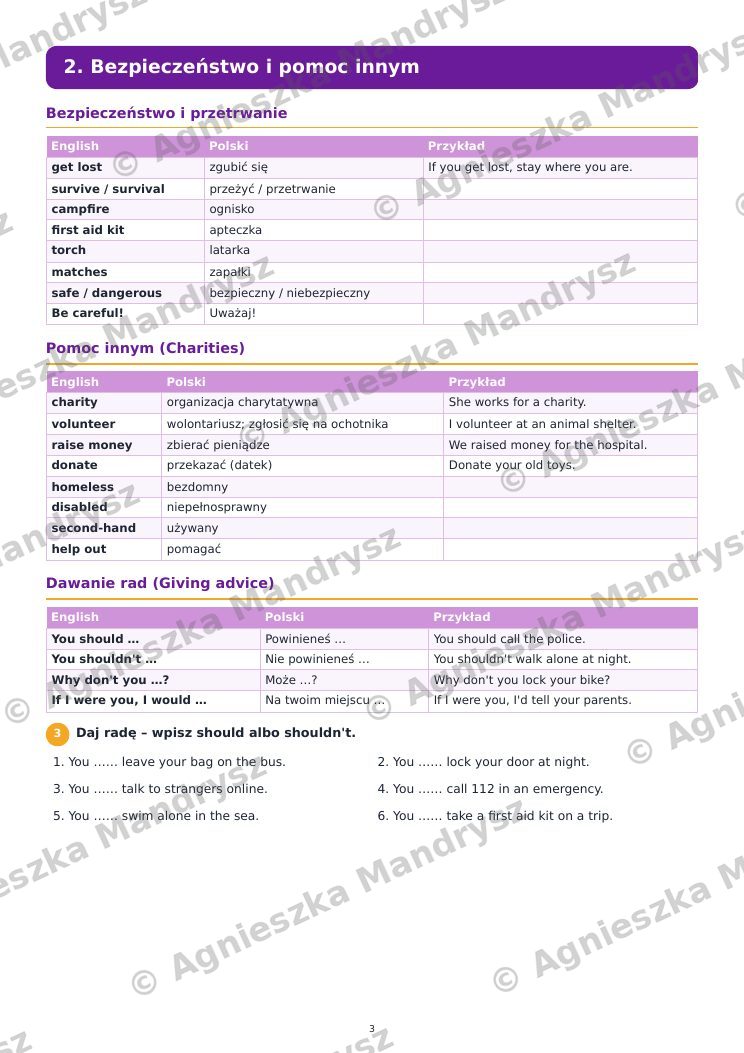 2. Bezpieczeństwo i pomoc innym
Bezpieczeństwo i przetrwanie
English Polski Przykład
get lost zgubić się If you get lost, stay where you are.
survive / survival przeżyć / przetrwanie
campfire ognisko
first aid kit apteczka
torch latarka
matches zapałki
safe / dangerous bezpieczny / niebezpieczny
Be careful! Uważaj!
Pomoc innym (Charities)
English Polski Przykład
charity organizacja charytatywna She works for a charity.
volunteer wolontariusz; zgłosić się na ochotnika I volunteer at an animal shelter.
raise money zbierać pieniądze We raised money for the hospital.
donate przekazać (datek) Donate your old toys.
homeless bezdomny
disabled niepełnosprawny
second-hand używany
help out pomagać
Dawanie rad (Giving advice)
English Polski Przykład
You should … Powinieneś … You should call the police.
You shouldn't … Nie powinieneś … You shouldn't walk alone at night.
Why don't you …? Może …? Why don't you lock your bike?
If I were you, I would … Na twoim miejscu … If I were you, I'd tell your parents.
3 Daj radę – wpisz should albo shouldn't.
1. You …… leave your bag on the bus. 2. You …… lock your door at night.
3. You …… talk to strangers online. 4. You …… call 112 in an emergency.
5. You …… swim alone in the sea. 6. You …… take a first aid kit on a trip.
© Agnieszka Mandrysz
3